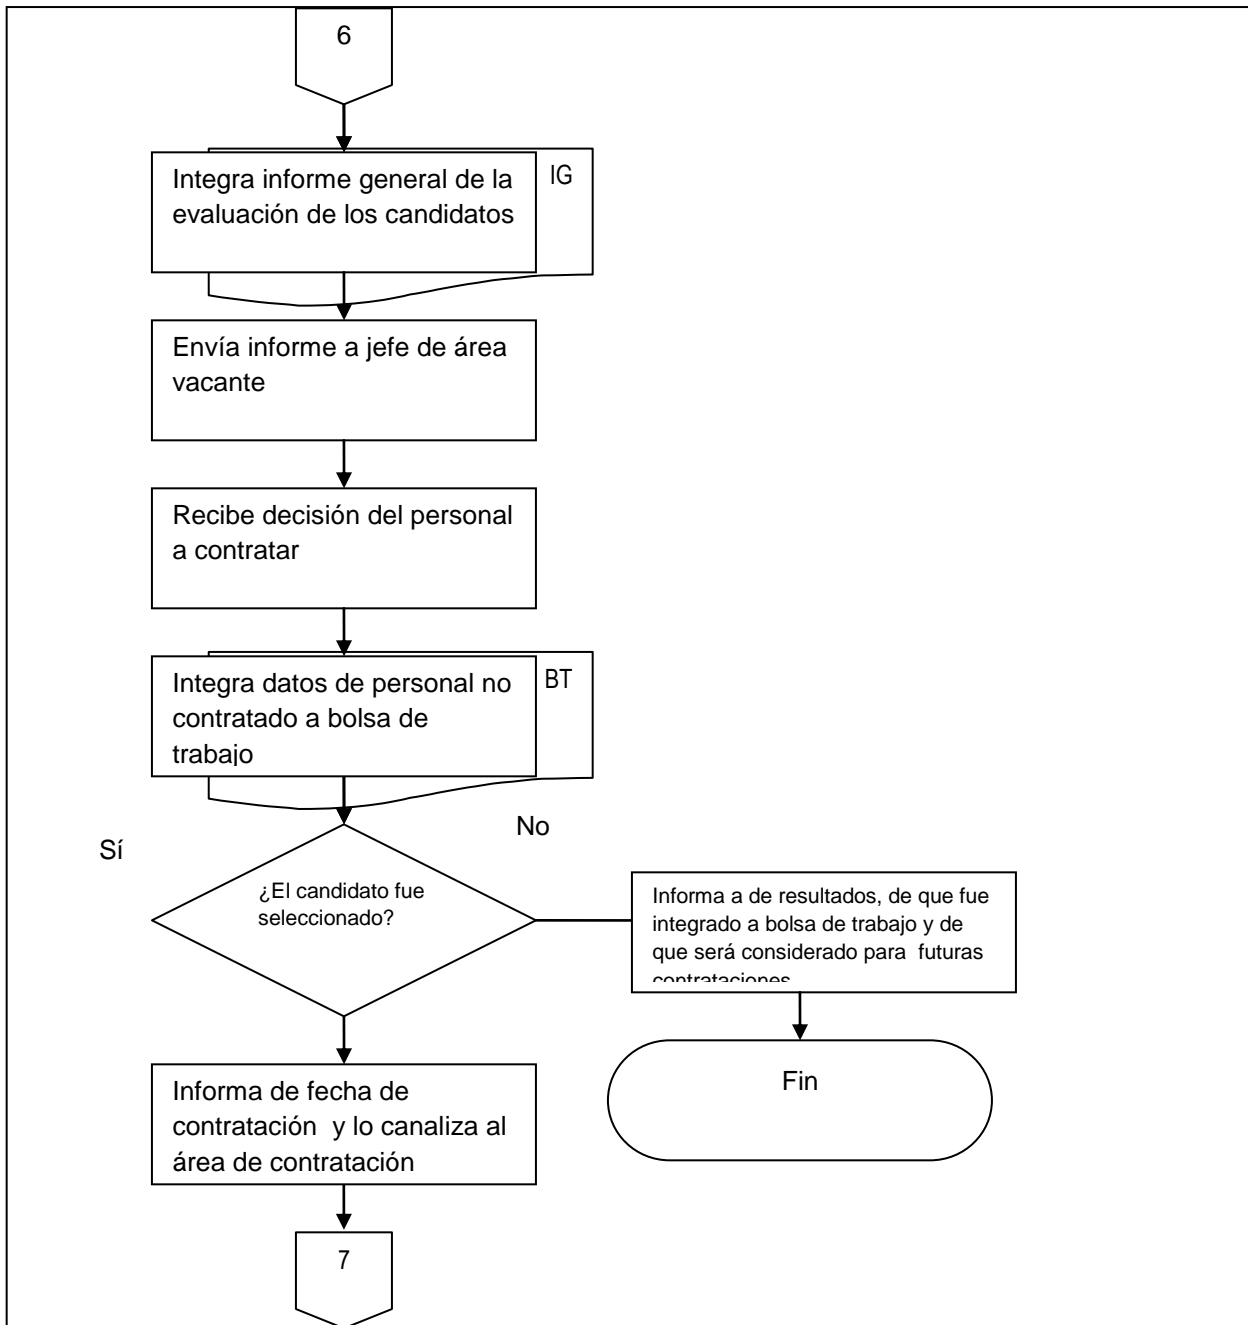 6
Integra informe general de la
evaluación de los candidatos
IG
Envía informe a jefe de área
vacante
Recibe decisión del personal
a contratar
Integra datos de personal no
contratado a bolsa de
trabajo
BT
Sí
No
¿El candidato fue
seleccionado?
Informa a de resultados, de que fue
integrado a bolsa de trabajo y de
que será considerado para  futuras
contrataciones
Informa de fecha de
contratación  y lo canaliza al
área de contratación
Fin
7